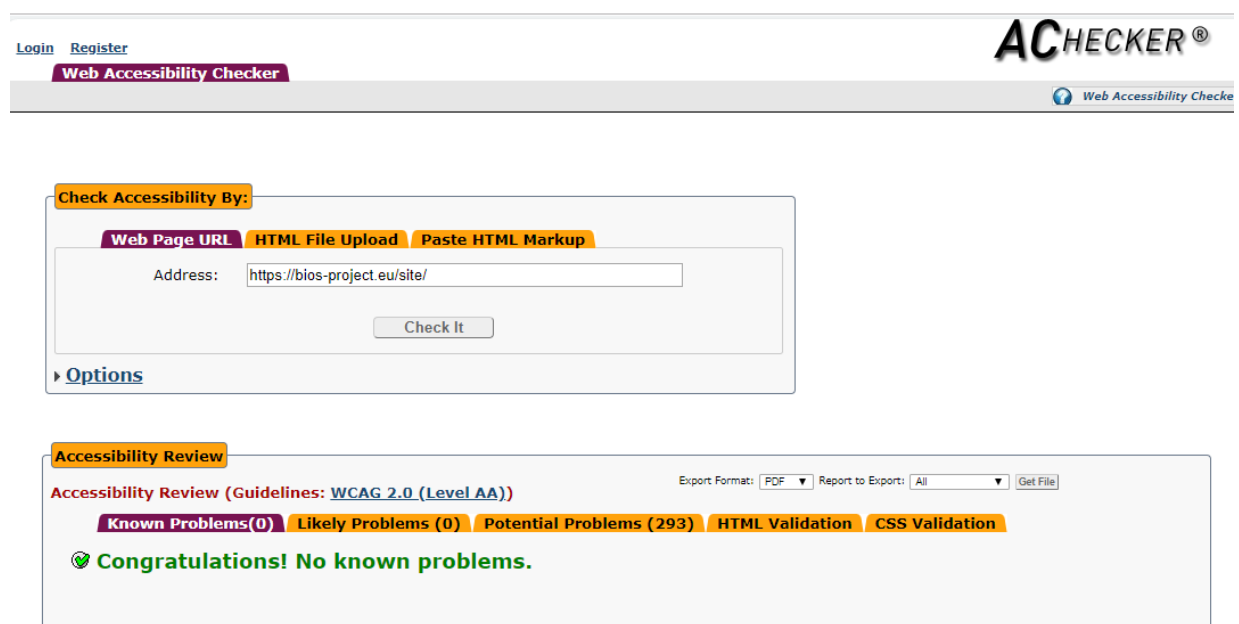 Login Register
ACHECKER ®
Web Accessibility Checker
Web Accessibility Checke
Check Accessibility By:
Web Page URL HTML File Upload Paste HTML Markup
Address: https://bios-project.eu/site/
Check It
Options
Accessibility Review
Export Format: PDF Report to Export: All Get File
Accessibility Review (Guidelines: WCAG 2.0 (Level AA))
Known Problems(0) Likely Problems (0) Potential Problems (293) HTML Validation CSS Validation
Congratulations! No known problems.